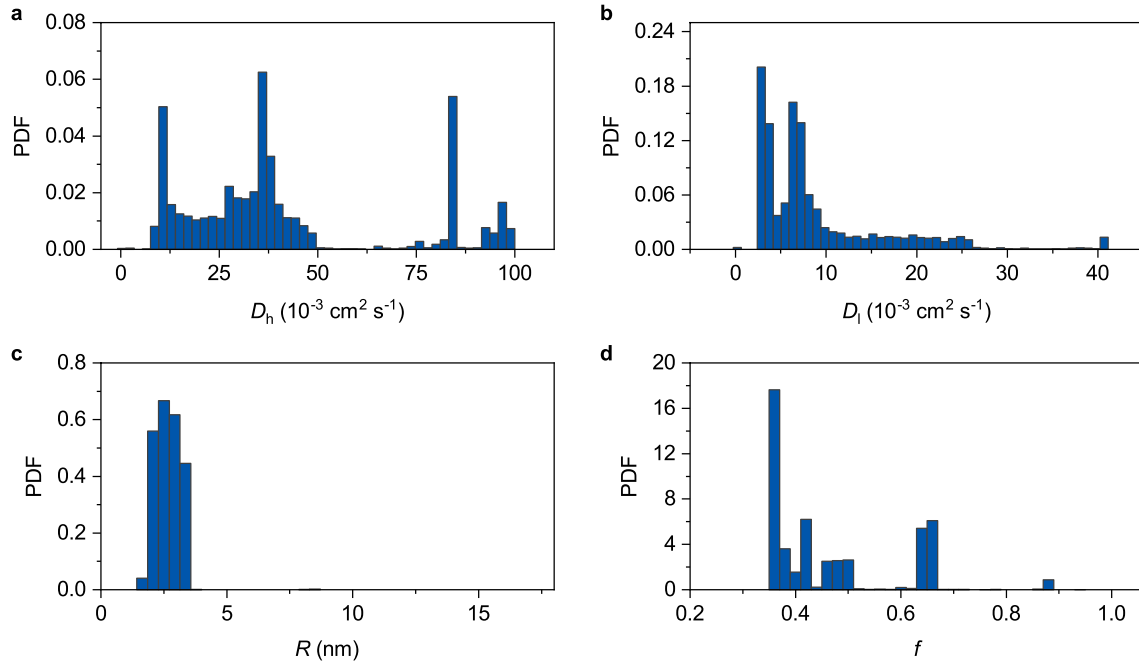 a
0.08
0.06
0.04
0.02
0.00
PDF
0 25 50 75 100
Dₕ (10⁻³ cm² s⁻¹)
b
0.24
0.18
0.12
0.06
0.00
PDF
0 10 20 30 40
Dₗ (10⁻³ cm² s⁻¹)
c
0.8
0.6
0.4
0.2
0.0
PDF
0 5 10 15
R (nm)
d
20
16
12
8
4
0
PDF
0.2 0.4 0.6 0.8 1.0
f